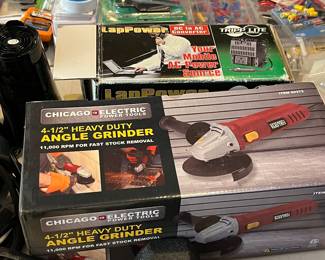 LapPower
DC to AC
Converter
TRIPP LITE
Your
Mobile
AC Power
Source
LapPower
CHICAGO ELECTRIC
POWER TOOLS
4-1/2" HEAVY DUTY
ANGLE GRINDER
11,000 RPM FOR FAST STOCK REMOVAL
CHICAGO ELECTRIC
POWER TOOLS
4-1/2" HEAVY DUTY
ANGLE GRINDER
11,000 RPM FOR FAST STOCK REMOVAL